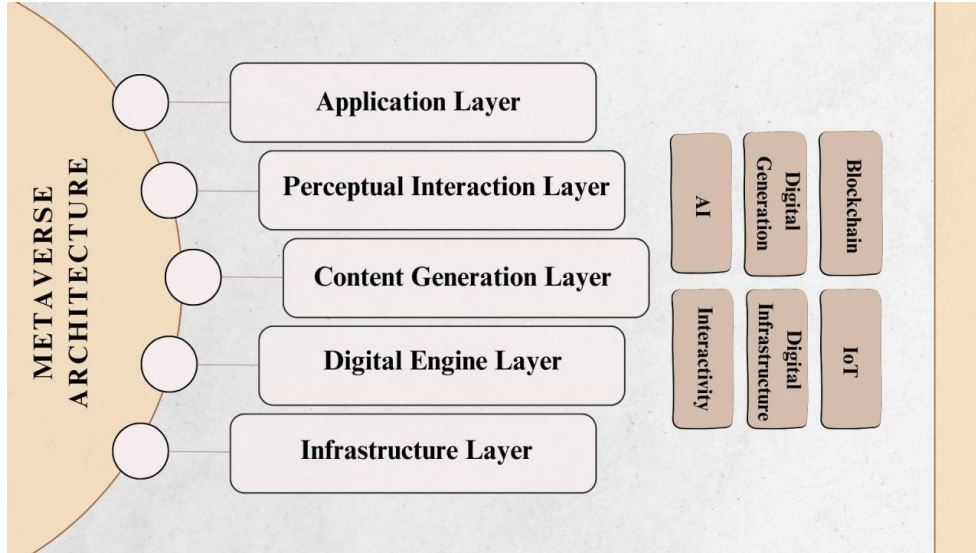 METAVERSE
ARCHITECTURE
Application Layer
Perceptual Interaction Layer
Content Generation Layer
Digital Engine Layer
Infrastructure Layer
AI
Digital
Generation
Blockchain
Interactivity
Digital
Infrastructure
IoT